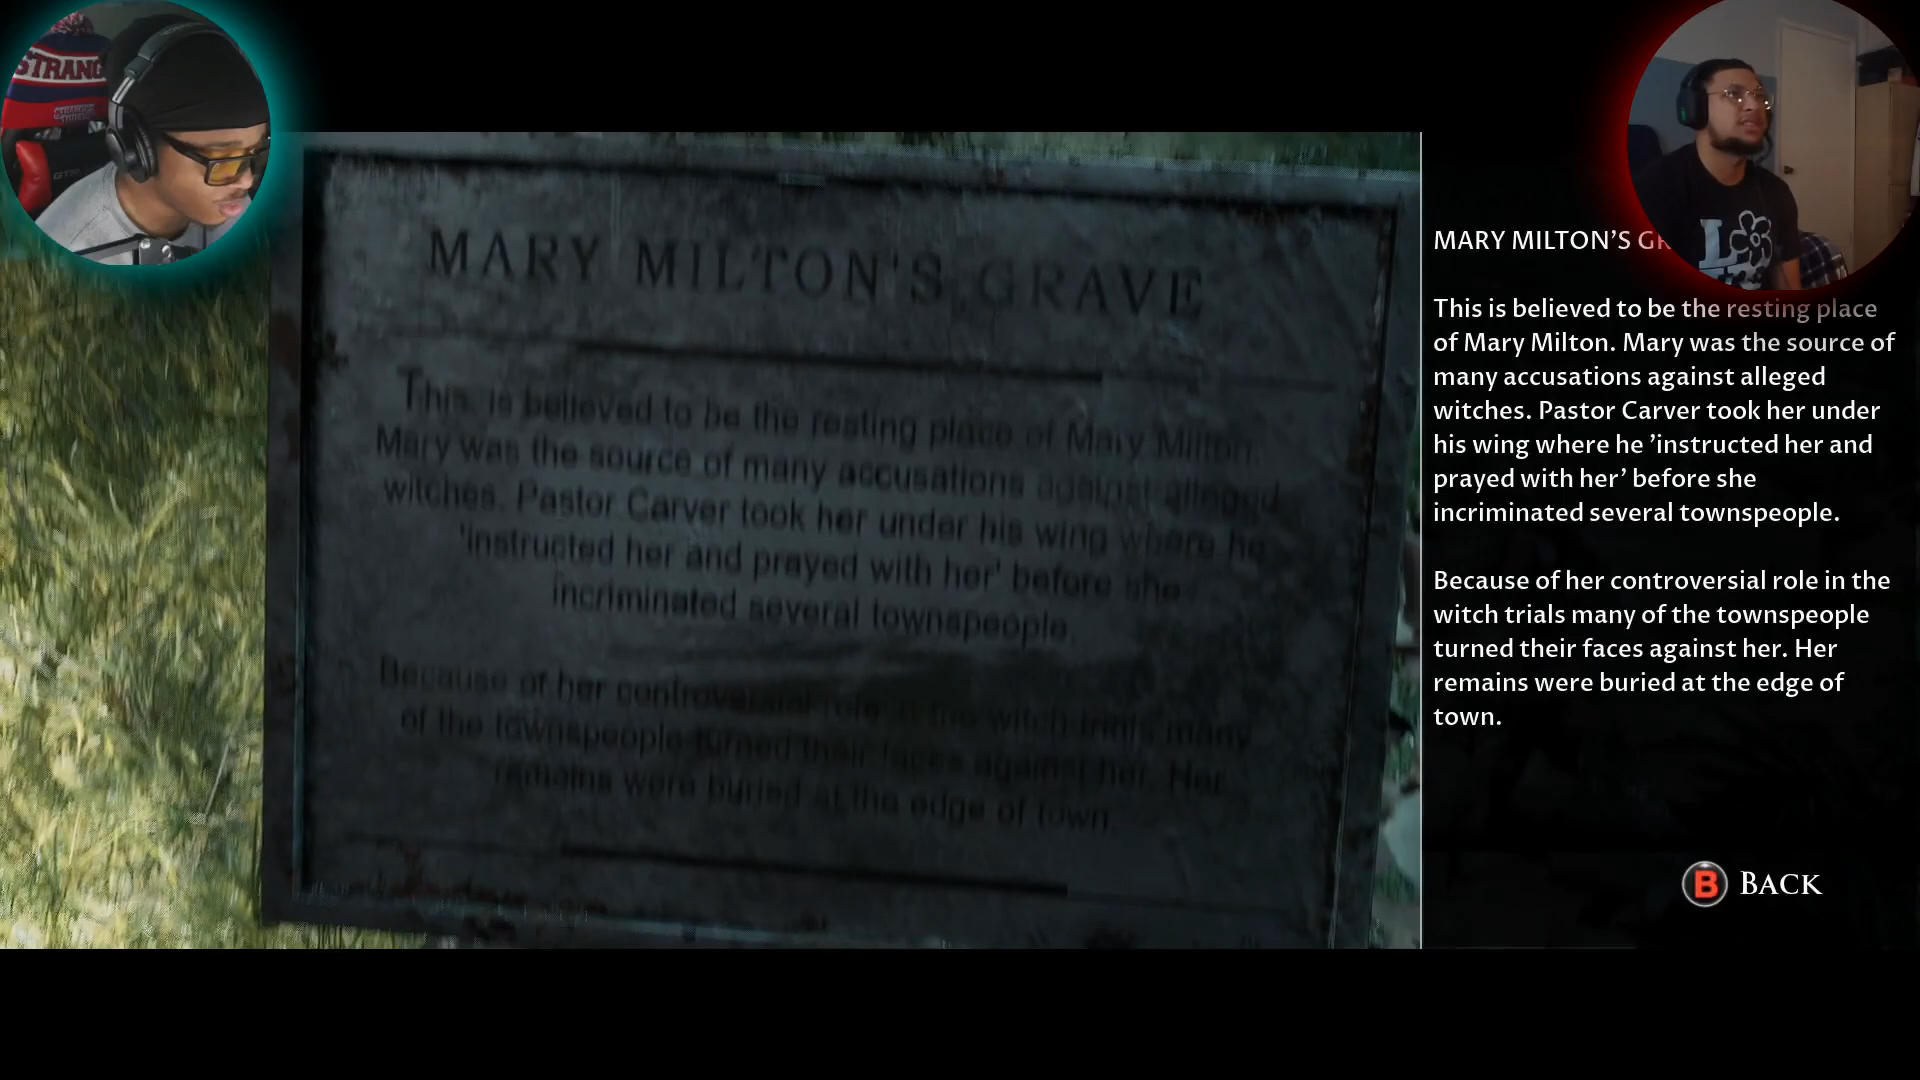 STRANG
MARY MILTON'S GRAVE
This is believed to be the resting place of Mary Milton.
Mary was the source of many accusations against alleged
witches. Pastor Carver took her under his wing where he
'instructed her and prayed with her' before she
incriminated several townspeople.
Because of her controversial role in the witch trials many
of the townspeople turned their faces against her. Her
remains were buried at the edge of town.
MARY MILTON'S GR
This is believed to be the resting place
of Mary Milton. Mary was the source of
many accusations against alleged
witches. Pastor Carver took her under
his wing where he 'instructed her and
prayed with her' before she
incriminated several townspeople.
Because of her controversial role in the
witch trials many of the townspeople
turned their faces against her. Her
remains were buried at the edge of
town.
B BACK